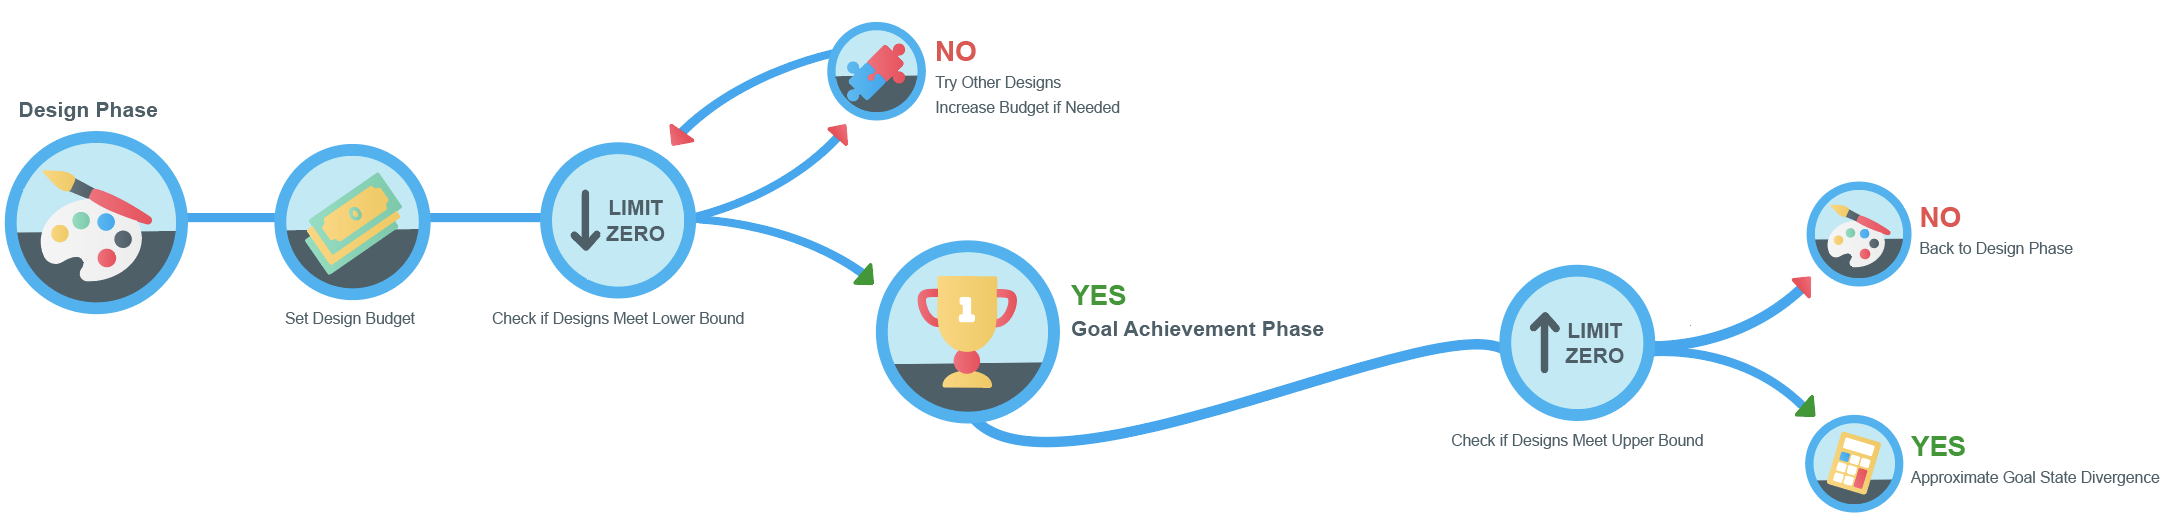 Design Phase
Set Design Budget
LIMIT
ZERO
Check if Designs Meet Lower Bound
NO
Try Other Designs
Increase Budget if Needed
1
YES
Goal Achievement Phase
LIMIT
ZERO
Check if Designs Meet Upper Bound
NO
Back to Design Phase
YES
Approximate Goal State Divergence